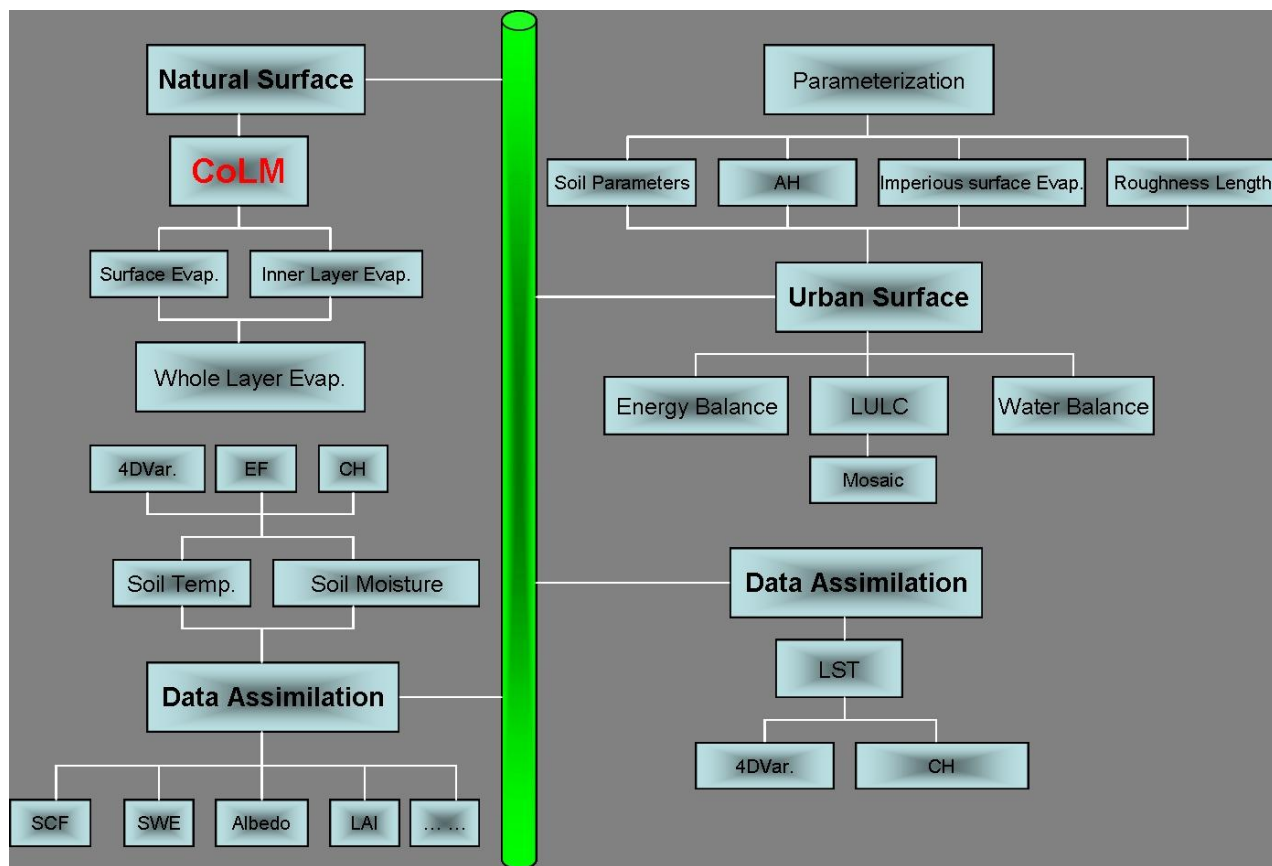 Natural Surface
CoLM
Surface Evap.
Inner Layer Evap.
Whole Layer Evap.
4DVar.
EF
CH
Soil Temp.
Soil Moisture
Data Assimilation
SCF
SWE
Albedo
LAI
... ...
Parameterization
Soil Parameters
AH
Imperious surface Evap.
Roughness Length
Urban Surface
Energy Balance
LULC
Water Balance
Mosaic
Data Assimilation
LST
4DVar.
CH